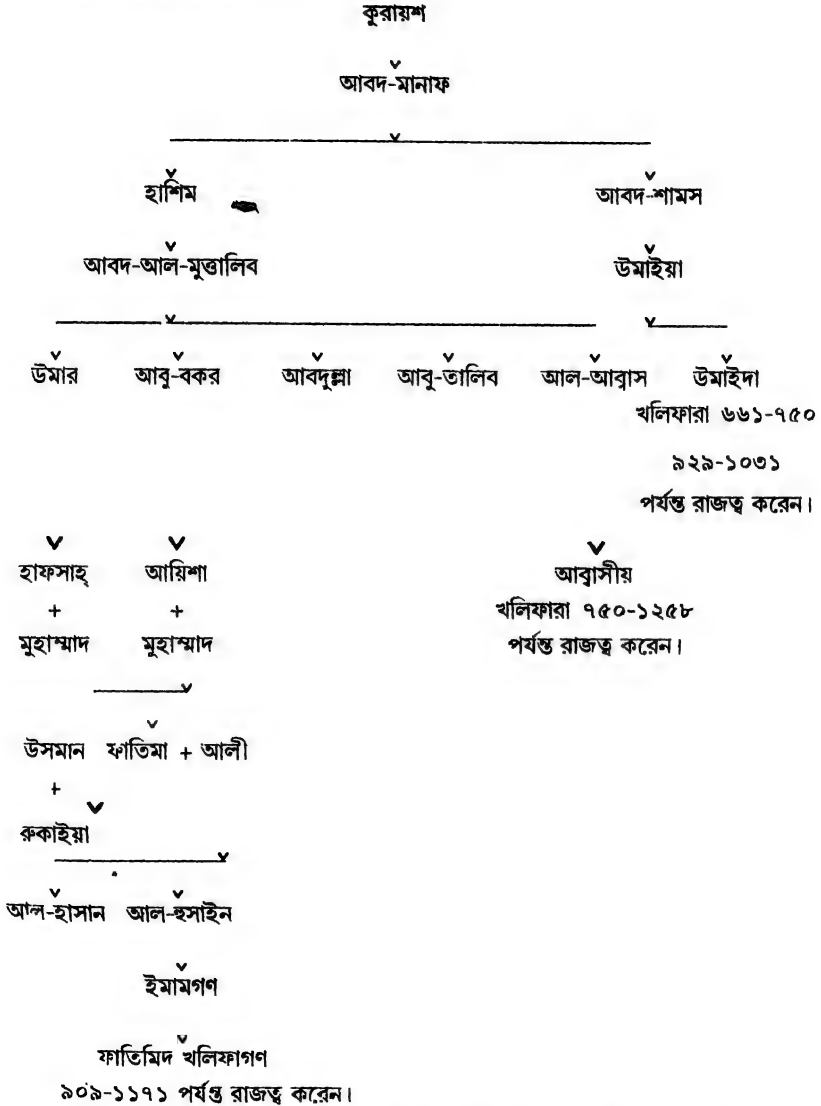 কুরায়শ
আবদ-মানাফ
হাশিম আবদ-শামস
আবদ-আল-মুত্তালিব উমাইয়া
উমার আবু-বকর আবদুল্লা আবু-তালিব আল-আব্বাস উমাইদা
খলিফারা ৬৬১-৭৫০
৯২৯-১০৩১
পর্যন্ত রাজত্ব করেন।
হাফসাহ্ আয়িশা আব্বাসীয়
+ + খলিফারা ৭৫০-১২৫৮
মুহাম্মাদ মুহাম্মাদ পর্যন্ত রাজত্ব করেন।
উসমান ফাতিমা + আলী
+
রুকাইয়া
আল-হাসান আল-হুসাইন
ইমামগণ
ফাতিমিদ খলিফাগণ
৯০৯-১১৭১ পর্যন্ত রাজত্ব করেন।